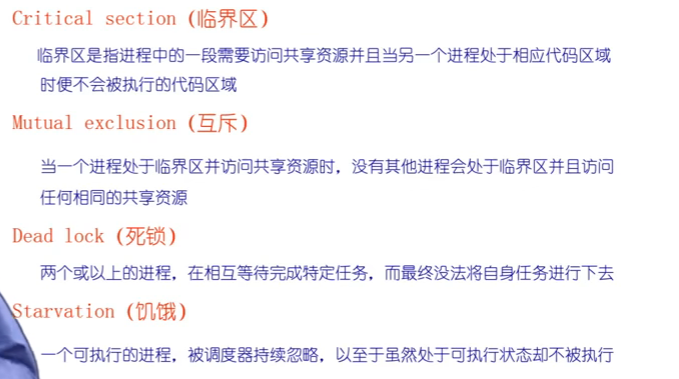 Critical section (临界区)
临界区是指进程中的一段需要访问共享资源并且当另一个进程处于相应代码区域
时便不会被执行的代码区域
Mutual exclusion (互斥)
当一个进程处于临界区并访问共享资源时，没有其他进程会处于临界区并且访问
任何相同的共享资源
Dead lock (死锁)
两个或以上的进程，在相互等待完成特定任务，而最终没法将自身任务进行下去
Starvation (饥饿)
一个可执行的进程，被调度器持续忽略，以至于虽然处于可执行状态却不被执行